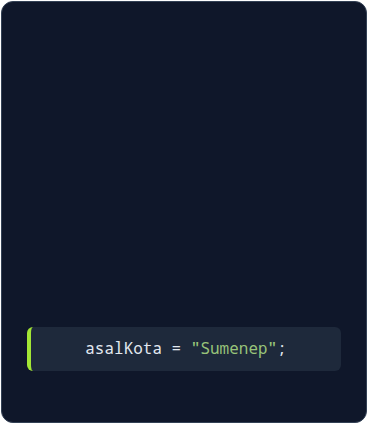 asalKota = "Sumenep";